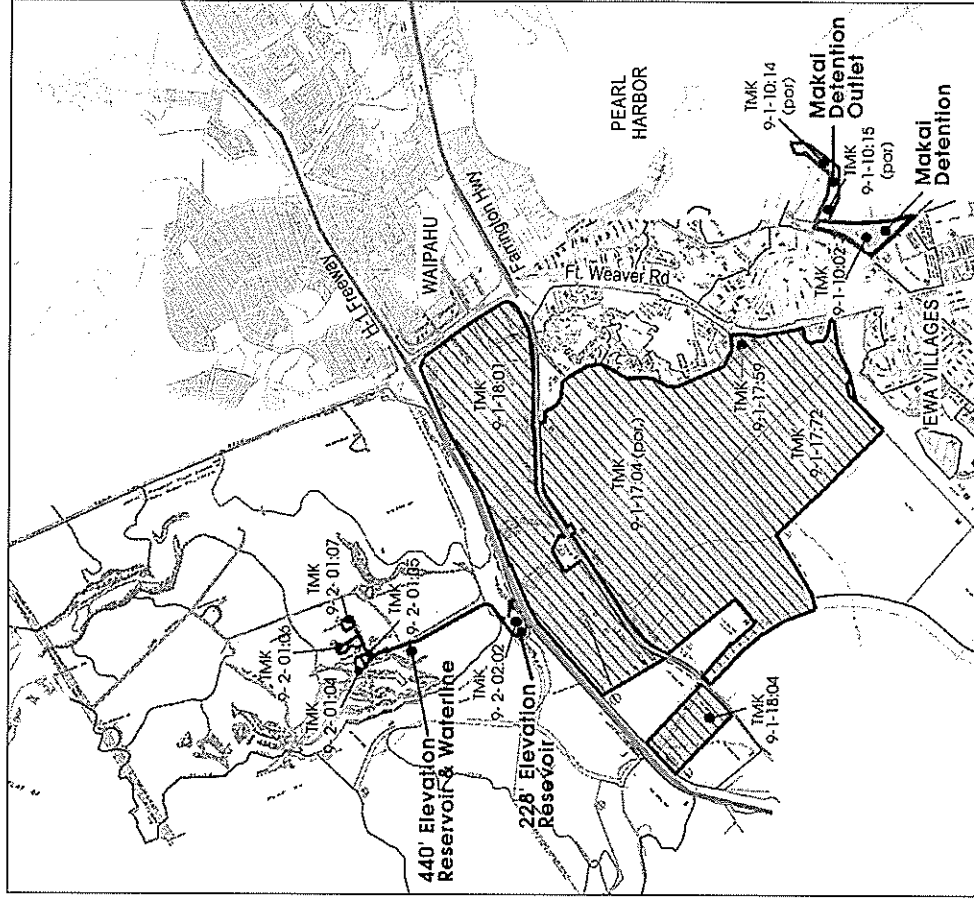 H-1 Freeway
WAIPAHU
Farrington Hwy
PEARL
HARBOR
Ft. Weaver Rd
EWA VILLAGES
TMK
9-1-10:14
(por)
Makai
Detention
Outlet
TMK
9-1-10:15
(por)
Makai
Detention
TMK
9-1-10:02
TMK
9-1-18:01
TMK
9-1-17:04 (por)
TMK
9-1-17:59
TMK
9-1-17:72
TMK
9-1-18:04
TMK
9-2-01:07
TMK
9-2-01:06
TMK
9-2-01:05
TMK
9-2-01:04
440' Elevation
Reservoir & Waterline
TMK
9-2-02:02
228' Elevation
Resevoir